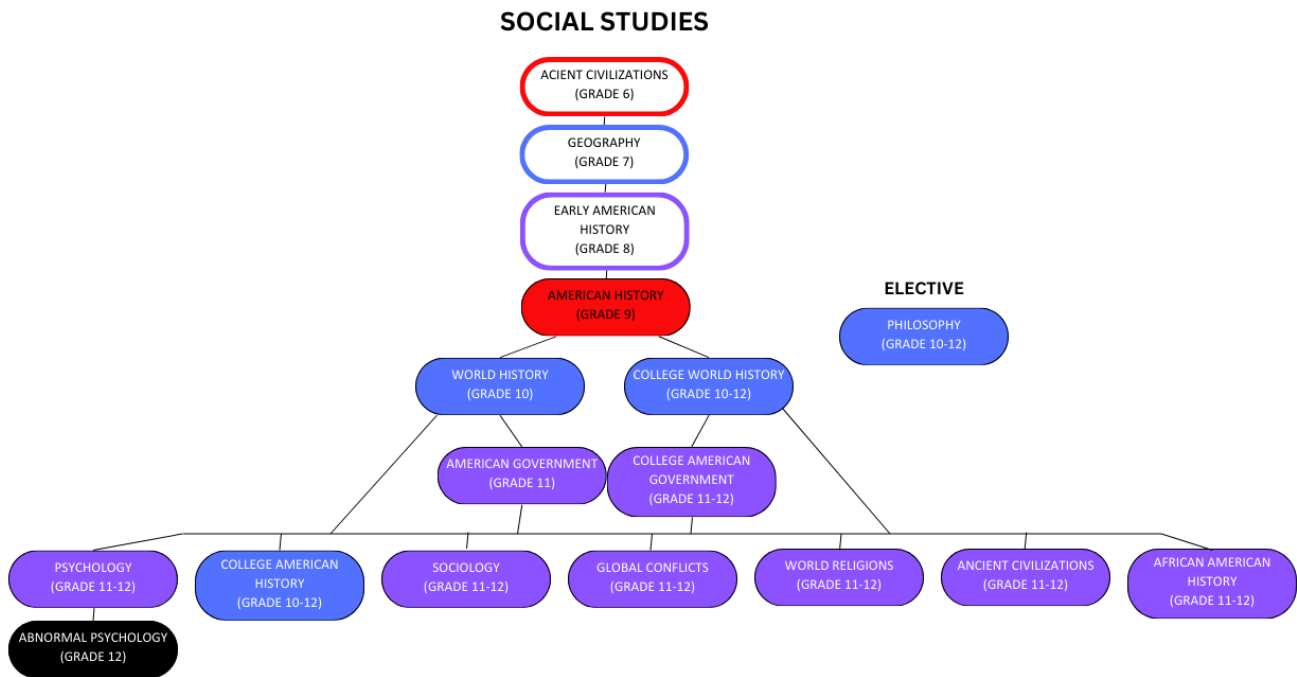 SOCIAL STUDIES
ACIENT CIVILIZATIONS
(GRADE 6)
GEOGRAPHY
(GRADE 7)
EARLY AMERICAN
HISTORY
(GRADE 8)
AMERICAN HISTORY
(GRADE 9)
ELECTIVE
PHILOSOPHY
(GRADE 10-12)
WORLD HISTORY
(GRADE 10)
COLLEGE WORLD HISTORY
(GRADE 10-12)
AMERICAN GOVERNMENT
(GRADE 11)
COLLEGE AMERICAN
GOVERNMENT
(GRADE 11-12)
PSYCHOLOGY
(GRADE 11-12)
COLLEGE AMERICAN
HISTORY
(GRADE 10-12)
SOCIOLOGY
(GRADE 11-12)
GLOBAL CONFLICTS
(GRADE 11-12)
WORLD RELIGIONS
(GRADE 11-12)
ANCIENT CIVILIZATIONS
(GRADE 11-12)
AFRICAN AMERICAN
HISTORY
(GRADE 11-12)
ABNORMAL PSYCHOLOGY
(GRADE 12)